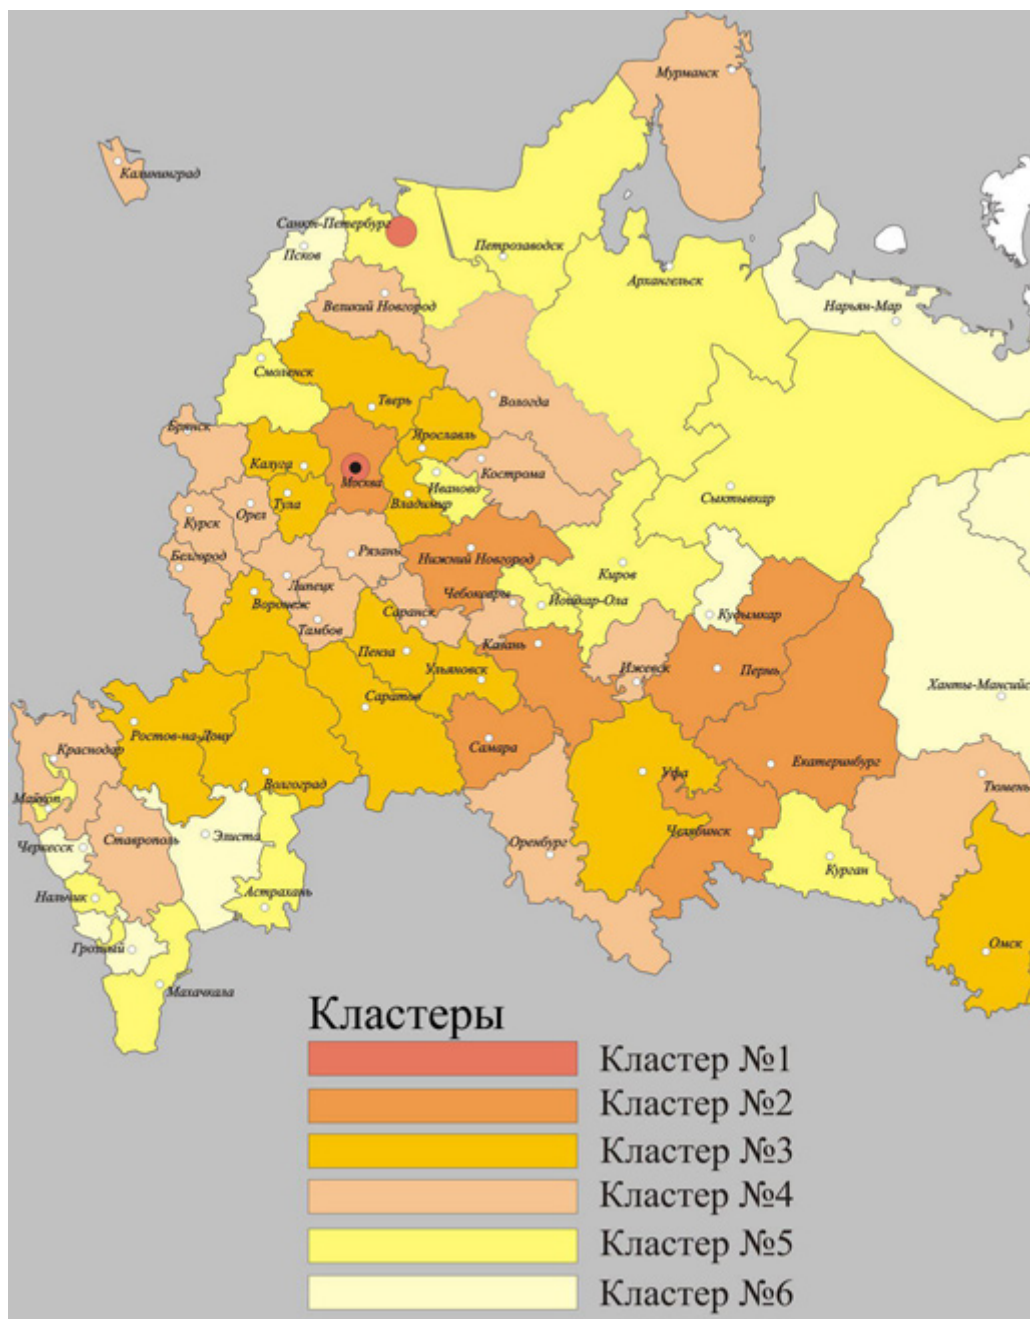 Мурманск
Калининград
Санкт-Петербург
Псков
Петрозаводск
Архангельск
Великий Новгород
Нарьян-Мар
Смоленск
Тверь
Вологда
Брянск
Ярославль
Калуга
Москва
Кострома
Иваново
Тула
Владимир
Сыктывкар
Курск
Орел
Белгород
Рязань
Нижний Новгород
Липецк
Киров
Воронеж
Чебоксары
Йошкар-Ола
Тамбов
Саранск
Кудымкар
Пенза
Казань
Ульяновск
Ижевск
Пермь
Саратов
Ханты-Мансийс
Ростов-на-Дону
Самара
Краснодар
Волгоград
Уфа
Екатеринбург
Тюмень
Майкоп
Ставрополь
Элиста
Челябинск
Черкесск
Оренбург
Курган
Нальчик
Астрахань
Грозный
Омск
Махачкала
Кластеры
Кластер №1
Кластер №2
Кластер №3
Кластер №4
Кластер №5
Кластер №6